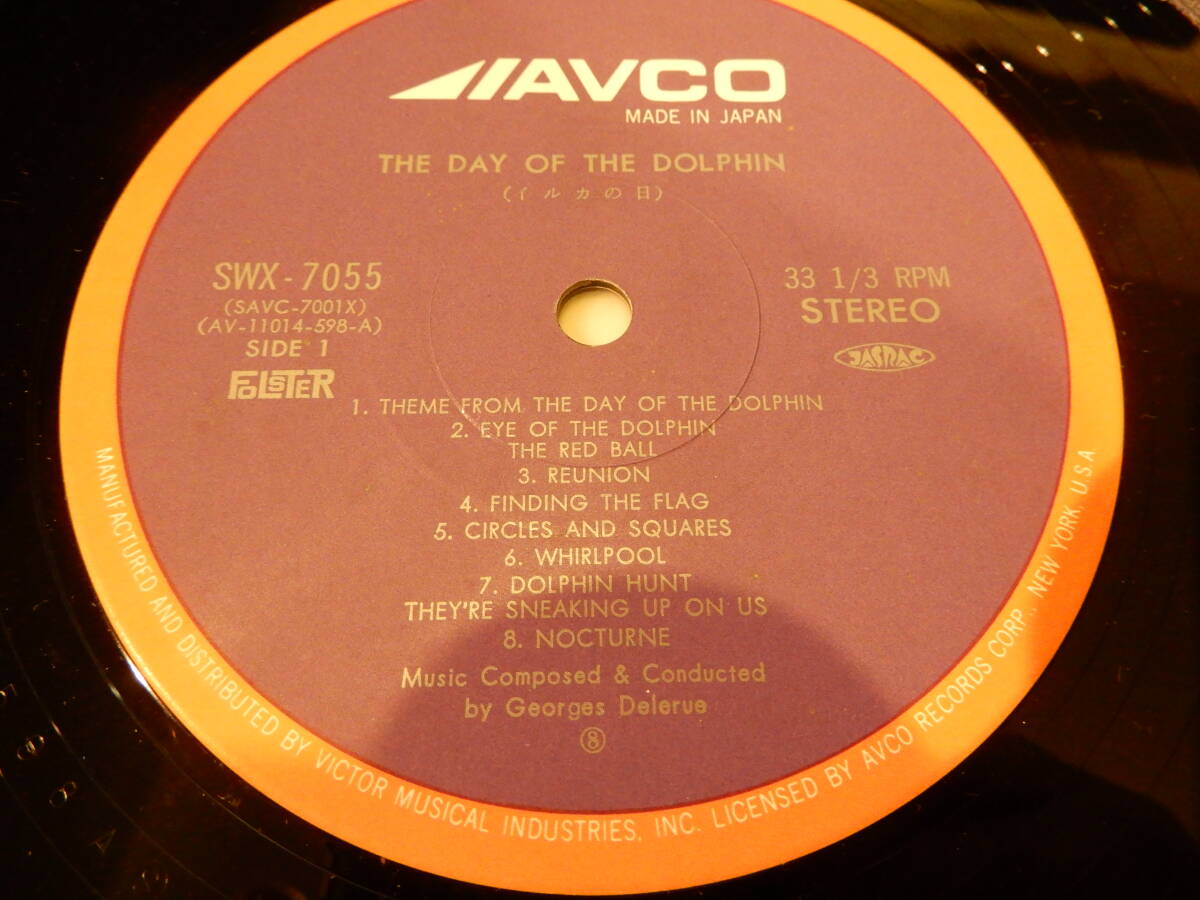 AVCO
MADE IN JAPAN
THE DAY OF THE DOLPHIN
(イルカの日)
SWX-7055
(SAVC-7001X)
(AV-11014-598-A)
SIDE 1
FOLSTER
33 1/3 RPM
STEREO
JASRAC
1. THEME FROM THE DAY OF THE DOLPHIN
2. EYE OF THE DOLPHIN
THE RED BALL
3. REUNION
4. FINDING THE FLAG
5. CIRCLES AND SQUARES
6. WHIRLPOOL
7. DOLPHIN HUNT
THEY'RE SNEAKING UP ON US
8. NOCTURNE
Music Composed & Conducted
by Georges Delerue
⑧
MANUFACTURED AND DISTRIBUTED BY VICTOR MUSICAL INDUSTRIES, INC. LICENSED BY AVCO RECORDS CORP., NEW YORK, U.S.A